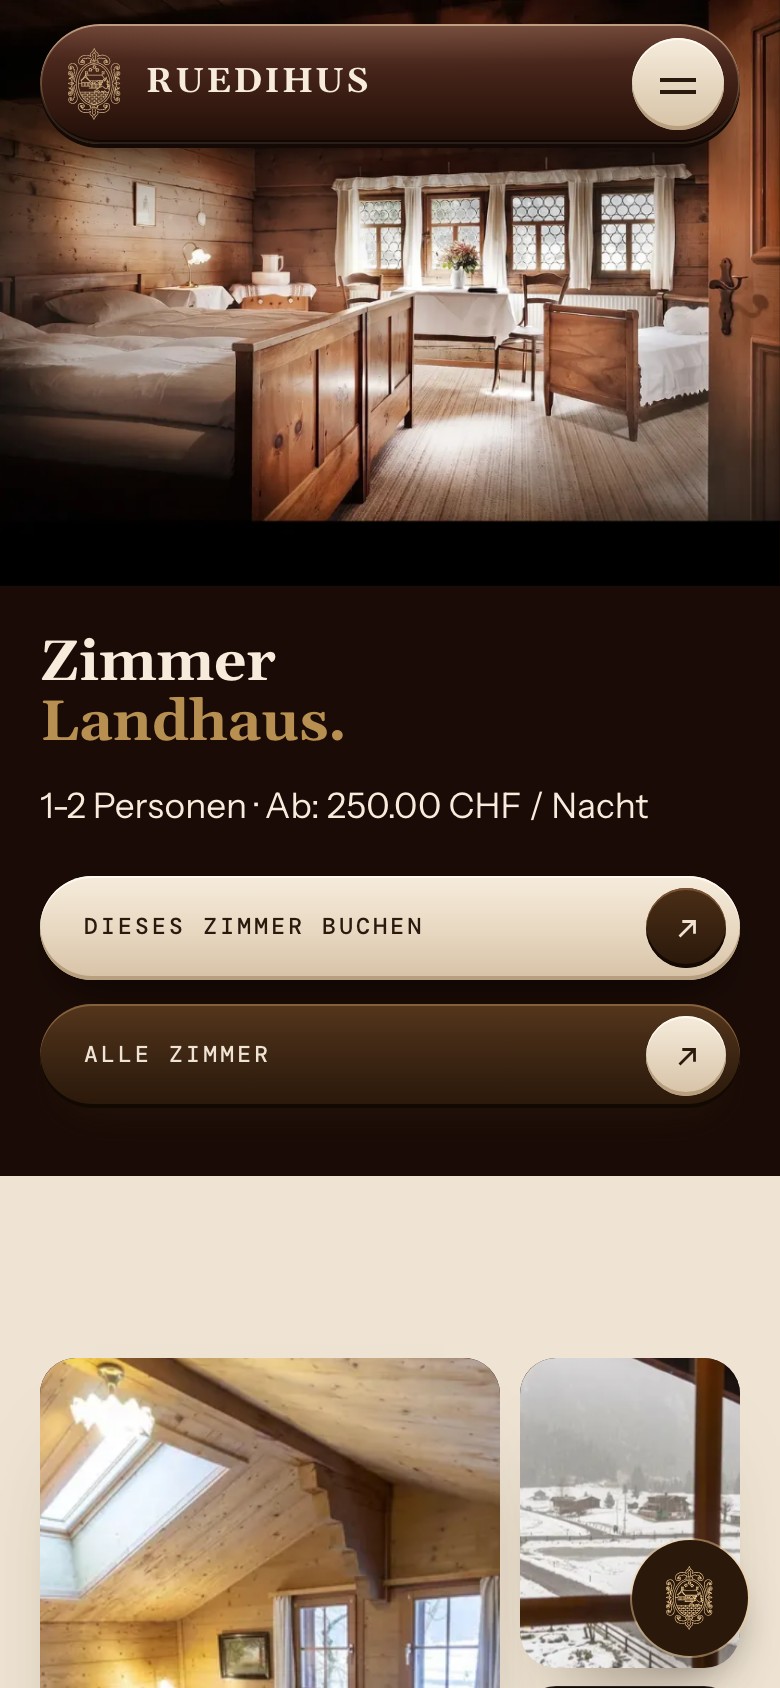 RUEDIHUS
Zimmer
Landhaus.
1-2 Personen · Ab: 250.00 CHF / Nacht
DIESES ZIMMER BUCHEN
ALLE ZIMMER